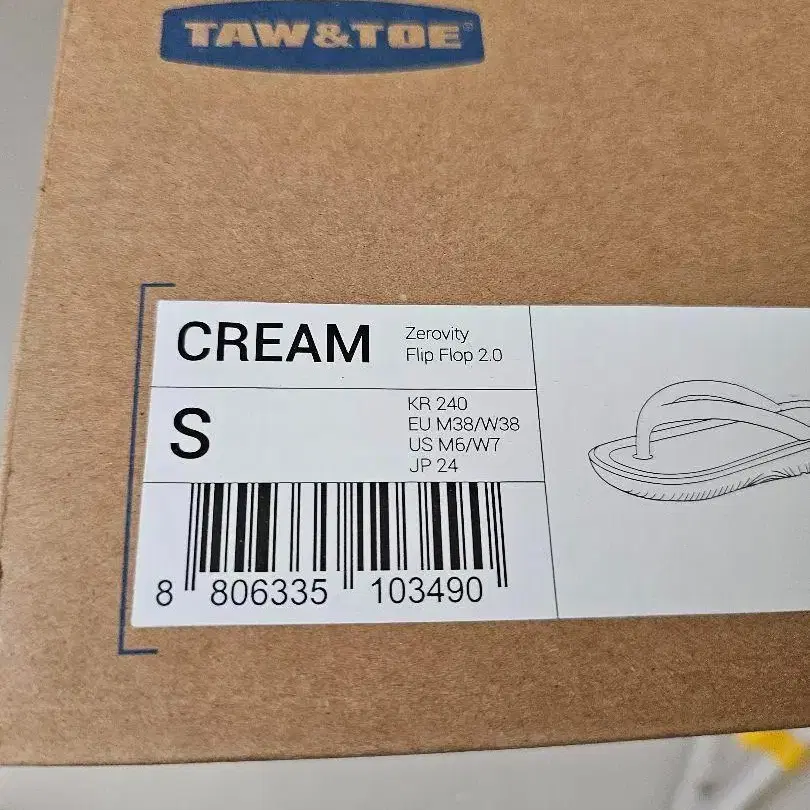 TAW&TOE®
CREAM
Zerovity
Flip Flop 2.0
S
KR 240
EU M38/W38
US M6/W7
JP 24
8 806335 103490